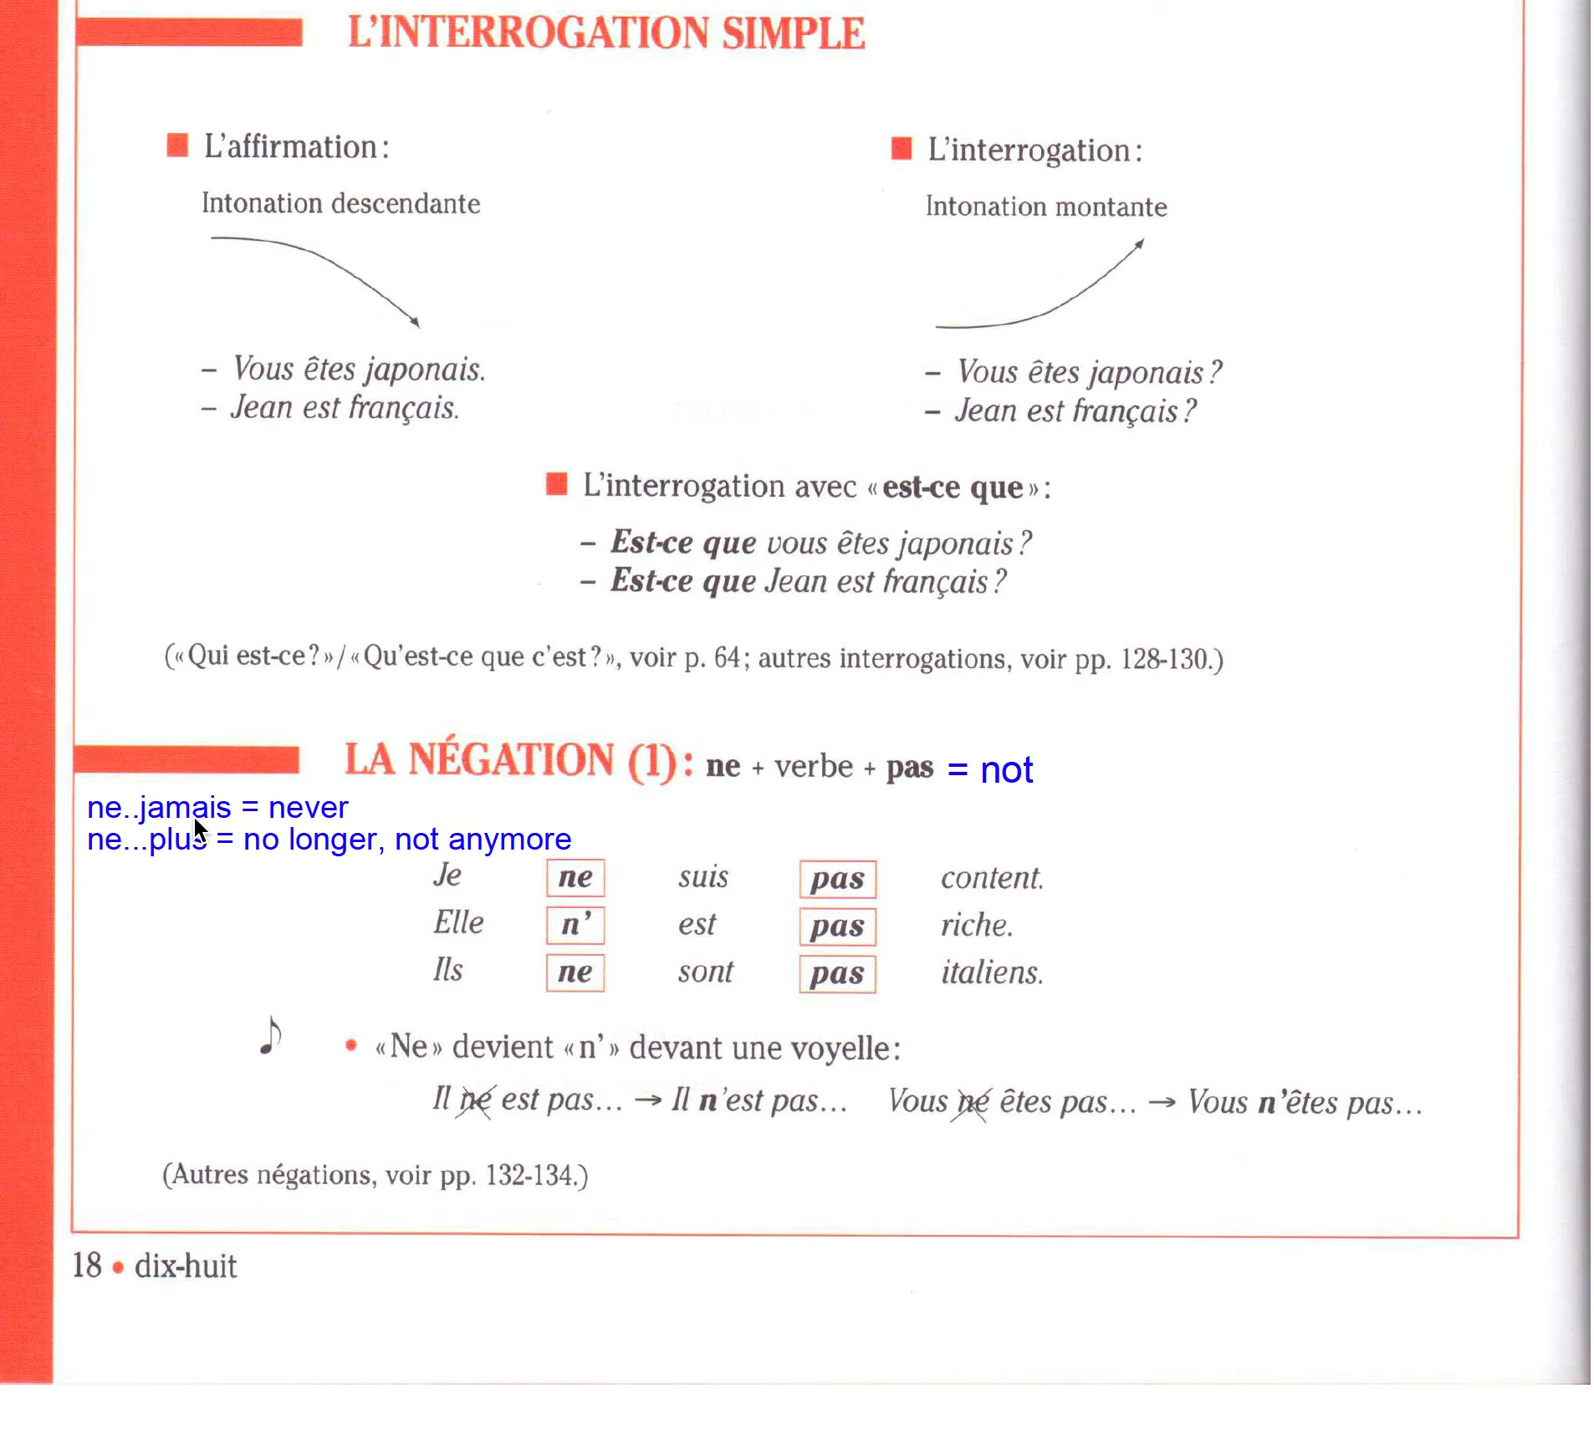 L'INTERROGATION SIMPLE
L'affirmation :
L'interrogation :
Intonation descendante
Intonation montante
– Vous êtes japonais.
– Jean est français.
– Vous êtes japonais ?
– Jean est français ?
L'interrogation avec « est-ce que » :
– Est-ce que vous êtes japonais ?
– Est-ce que Jean est français ?
(« Qui est-ce ? » / « Qu'est-ce que c'est ? », voir p. 64 ; autres interrogations, voir pp. 128-130.)
LA NÉGATION (1) : ne + verbe + pas = not
ne..jamais = never
ne...plus = no longer, not anymore
Je ne suis pas content.
Elle n' est pas riche.
Ils ne sont pas italiens.
• « Ne » devient « n' » devant une voyelle :
Il ne est pas... → Il n'est pas... Vous ne êtes pas... → Vous n'êtes pas...
(Autres négations, voir pp. 132-134.)
18 • dix-huit